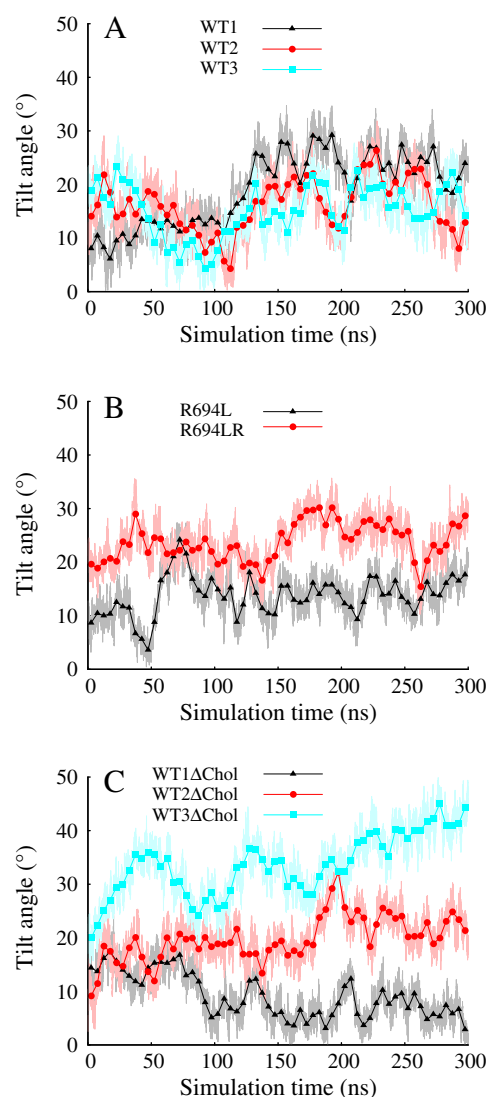 A
WT1
WT2
WT3
Tilt angle (°)
50
40
30
20
10
0
0 50 100 150 200 250 300
Simulation time (ns)
B
R694L
R694LR
Tilt angle (°)
50
40
30
20
10
0
0 50 100 150 200 250 300
Simulation time (ns)
C
WT1ΔChol
WT2ΔChol
WT3ΔChol
Tilt angle (°)
50
40
30
20
10
0
0 50 100 150 200 250 300
Simulation time (ns)